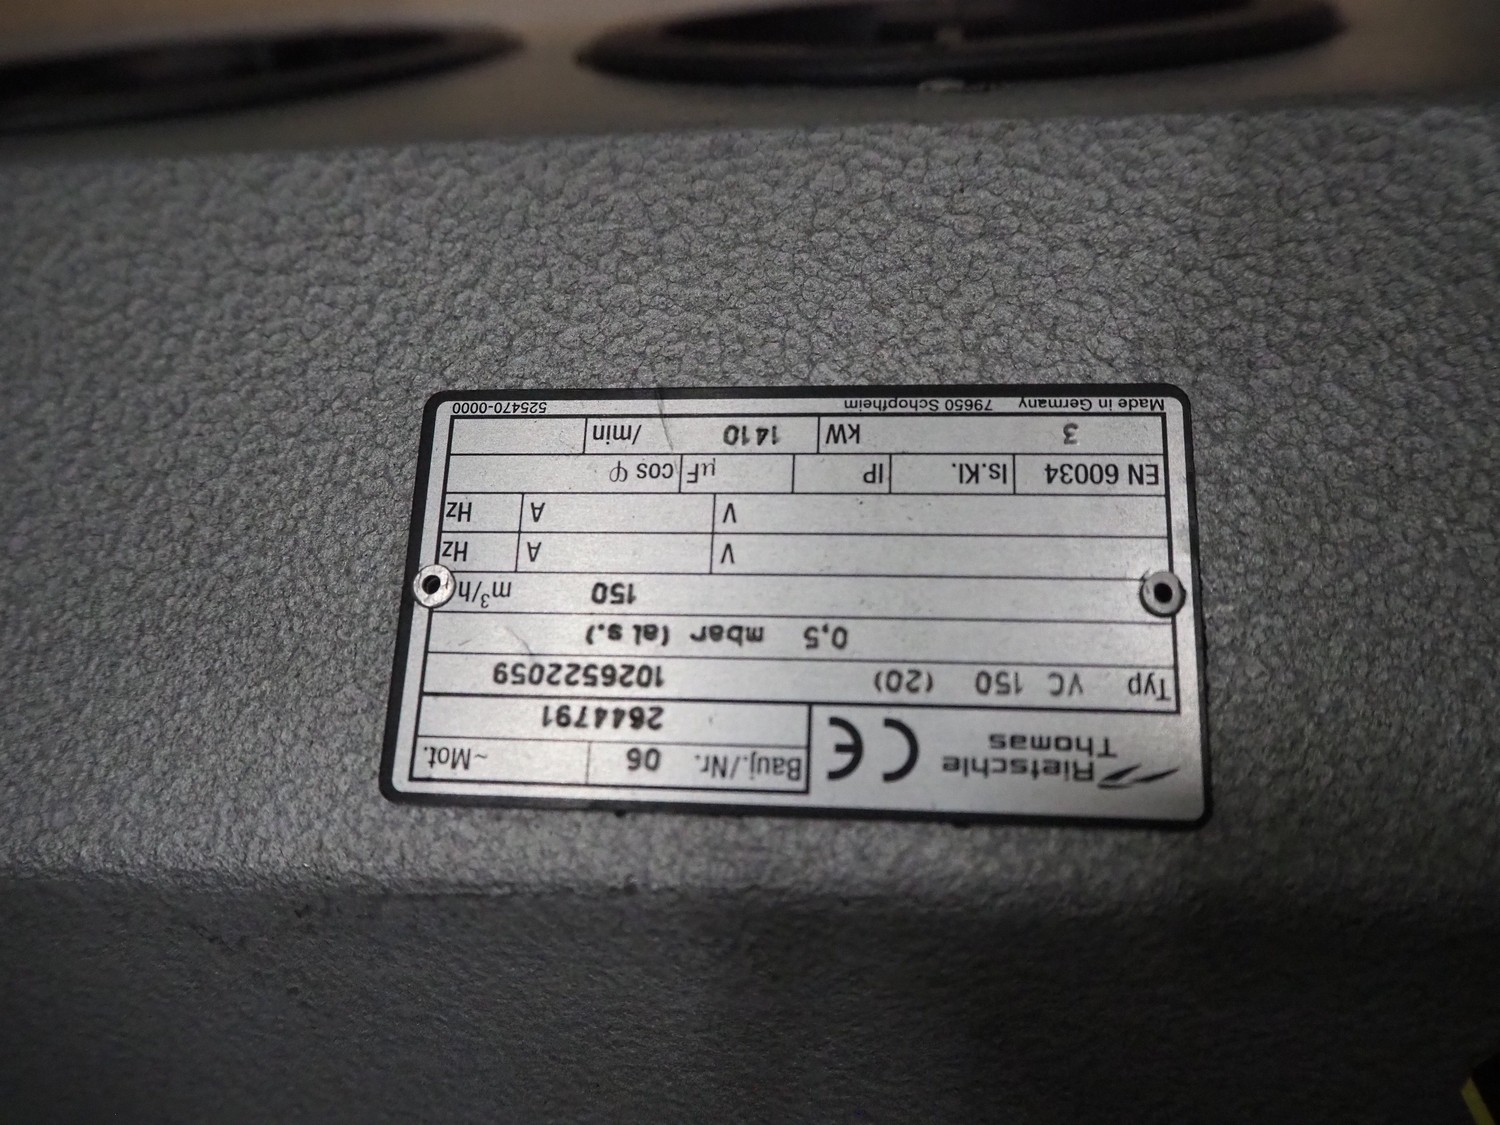 Rietschle
Thomas
CE
Bauj./Nr. 06 ~Mot.
2644791
Typ VC 150 (20) 1026522059
0,5 mbar (al s.)
150 m³/h
V A Hz
V A Hz
EN 60034 Is.Kl. IP µF cos φ
3 kW 1410 /min
Made in Germany 79650 Schopfheim 525470-0000